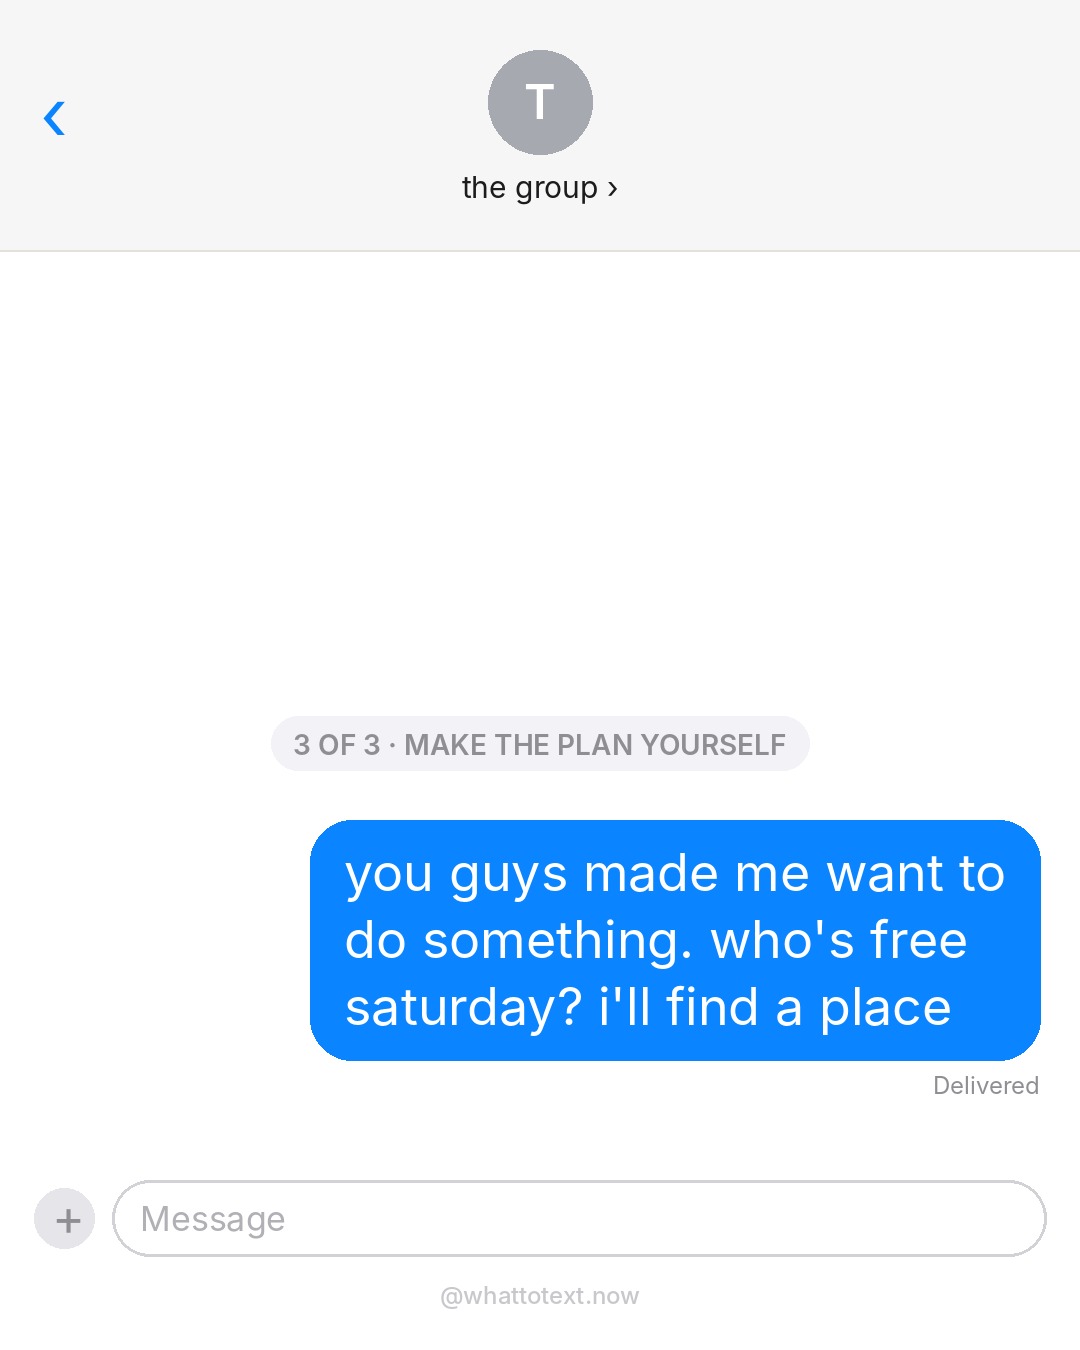 ‹
T
the group ›
3 OF 3 · MAKE THE PLAN YOURSELF
you guys made me want to
do something. who's free
saturday? i'll find a place
Delivered
+
Message
@whattotext.now